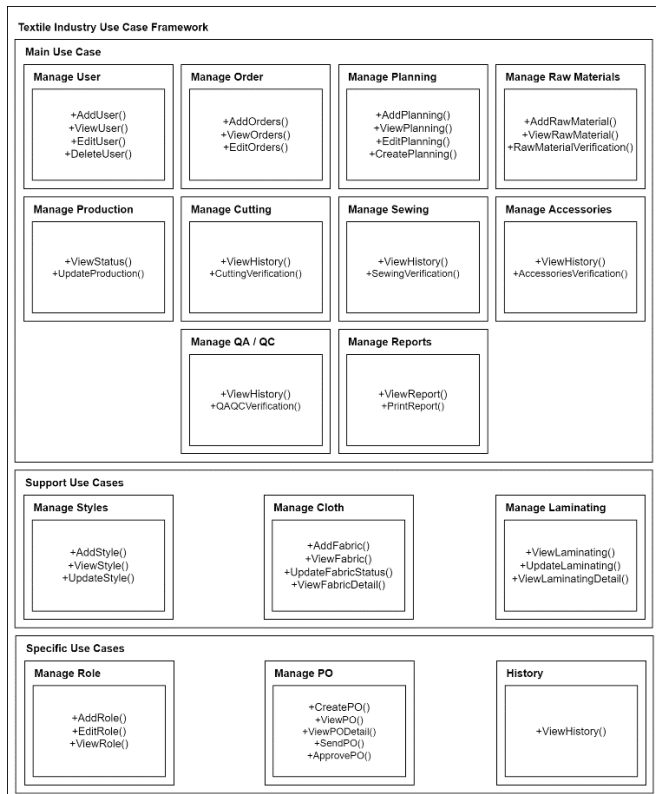 Textile Industry Use Case Framework
Main Use Case
Manage User
+AddUser()
+ViewUser()
+EditUser()
+DeleteUser()
Manage Order
+AddOrders()
+ViewOrders()
+EditOrders()
Manage Planning
+AddPlanning()
+ViewPlanning()
+EditPlanning()
+CreatePlanning()
Manage Raw Materials
+AddRawMaterial()
+ViewRawMaterial()
+RawMaterialVerification()
Manage Production
+ViewStatus()
+UpdateProduction()
Manage Cutting
+ViewHistory()
+CuttingVerification()
Manage Sewing
+ViewHistory()
+SewingVerification()
Manage Accessories
+ViewHistory()
+AccessoriesVerification()
Manage QA / QC
+ViewHistory()
+QAQCVerification()
Manage Reports
+ViewReport()
+PrintReport()
Support Use Cases
Manage Styles
+AddStyle()
+ViewStyle()
+UpdateStyle()
Manage Cloth
+AddFabric()
+ViewFabric()
+UpdateFabricStatus()
+ViewFabricDetail()
Manage Laminating
+ViewLaminating()
+UpdateLaminating()
+ViewLaminatingDetail()
Specific Use Cases
Manage Role
+AddRole()
+EditRole()
+ViewRole()
Manage PO
+CreatePO()
+ViewPO()
+ViewPODetail()
+SendPO()
+ApprovePO()
History
+ViewHistory()